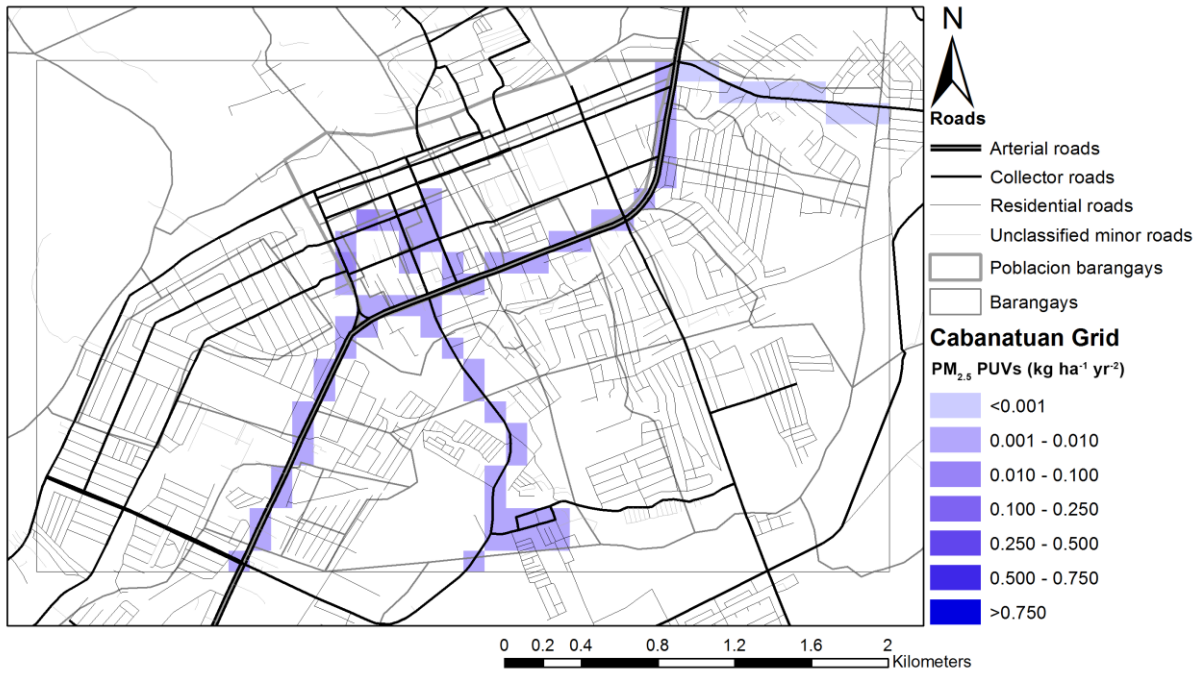 N
Roads
Arterial roads
Collector roads
Residential roads
Unclassified minor roads
Poblacion barangays
Barangays
Cabanatuan Grid
PM₂.₅ PUVs (kg ha⁻¹ yr⁻²)
<0.001
0.001 - 0.010
0.010 - 0.100
0.100 - 0.250
0.250 - 0.500
0.500 - 0.750
>0.750
0 0.2 0.4 0.8 1.2 1.6 2
Kilometers